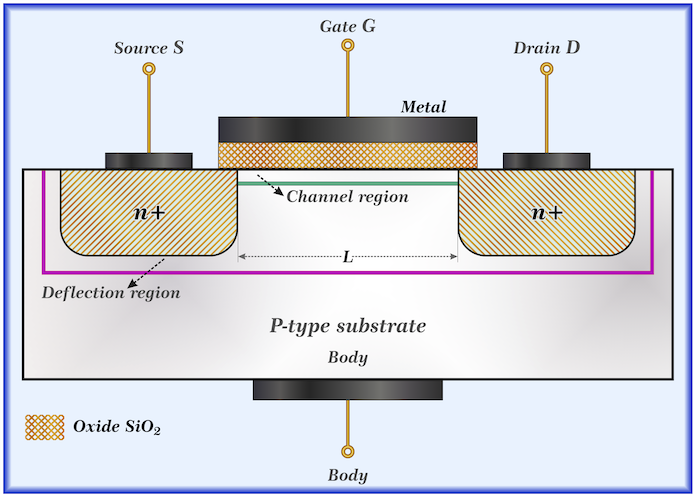 Gate G
Source S
Drain D
Metal
n+
n+
Channel region
L
Deflection region
P-type substrate
Body
Oxide SiO₂
Body